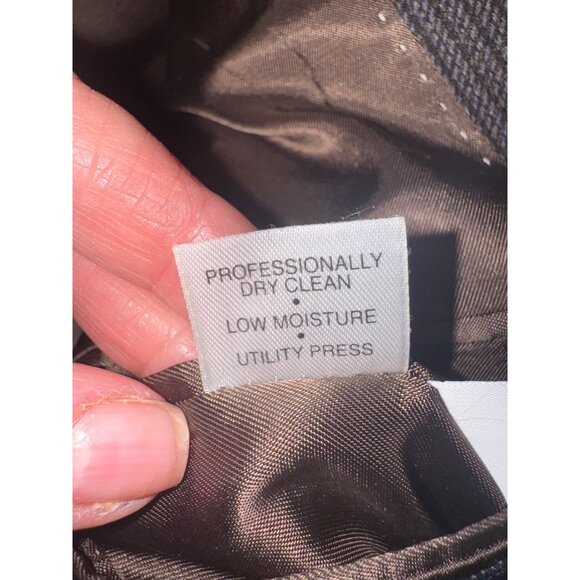 PROFESSIONALLY
DRY CLEAN
•
LOW MOISTURE
•
UTILITY PRESS